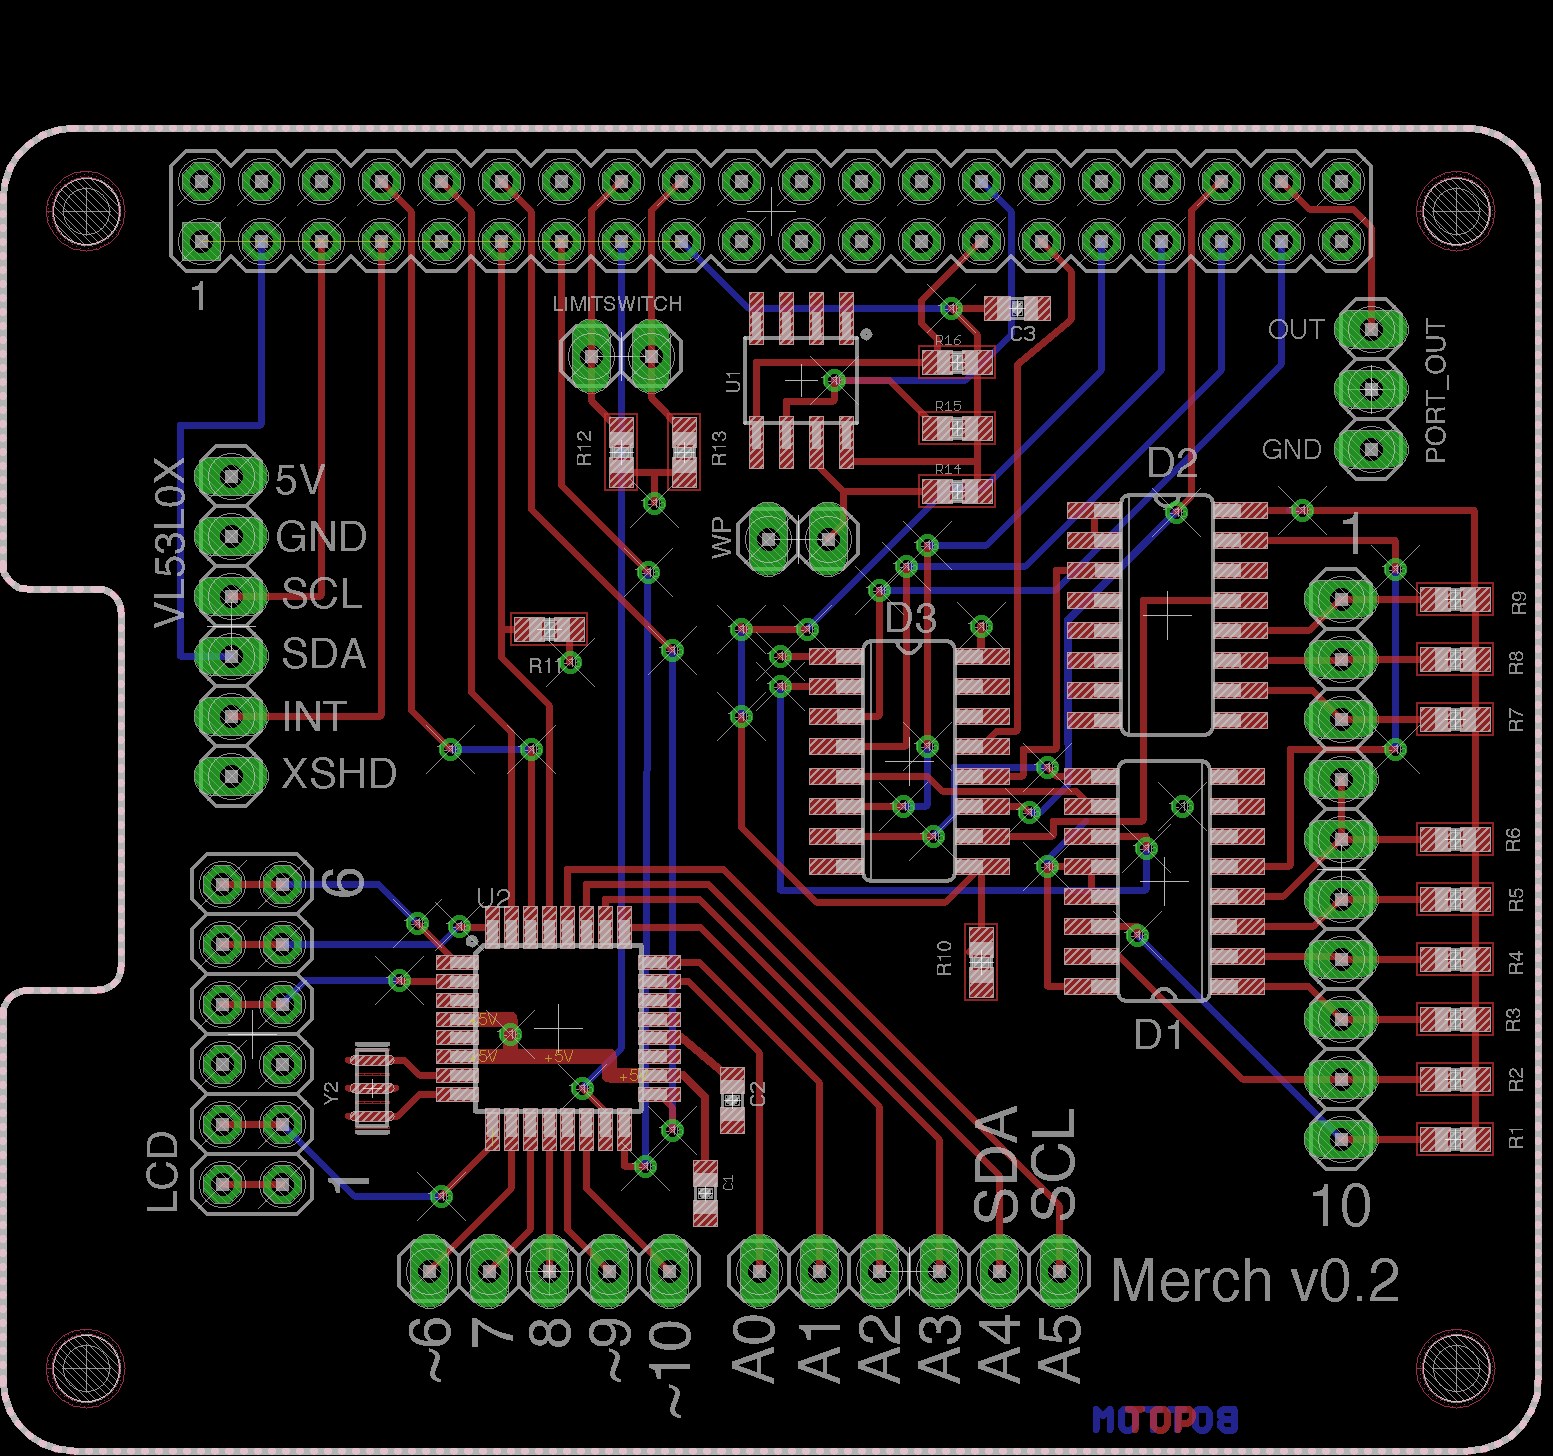 1
LIMITSWITCH
C3
R16
OUT
PORT_OUT
U1
R15
R12
R13
GND
R14
D2
VL53L0X
5V
GND
WP
1
SCL
R9
D3
SDA
R11
R8
INT
R7
XSHD
R6
6
U2
R5
R10
R4
+5V
R3
D1
+5V
+5V
+5V
Y2
C2
R2
LCD
1
SDA
SCL
R1
C1
10
Merch v0.2
~6
7
8
~9
~10
A0
A1
A2
A3
A4
A5
TOP
BOTTOM